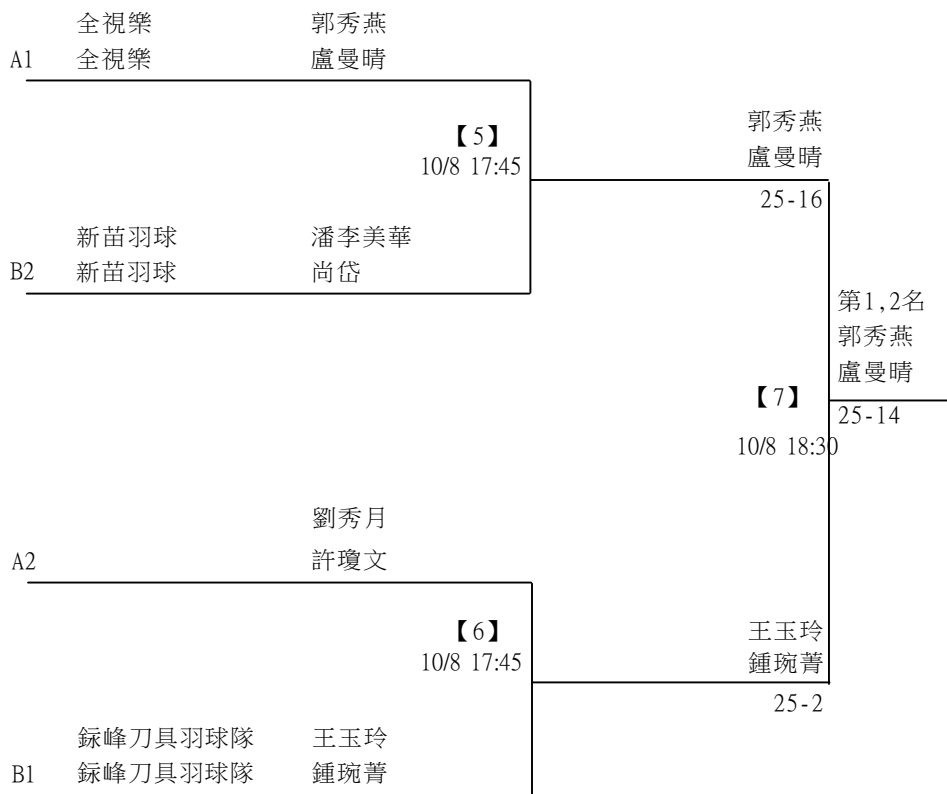 全視樂 郭秀燕
A1 全視樂 盧曼晴
【5】
10/8 17:45
郭秀燕
盧曼晴
25-16
新苗羽球 潘李美華
B2 新苗羽球 尚岱
第1,2名
郭秀燕
盧曼晴
【7】
25-14
10/8 18:30
劉秀月
A2 許瓊文
【6】
10/8 17:45
王玉玲
鍾琬菁
25-2
鋉峰刀具羽球隊 王玉玲
B1 鋉峰刀具羽球隊 鍾琬菁